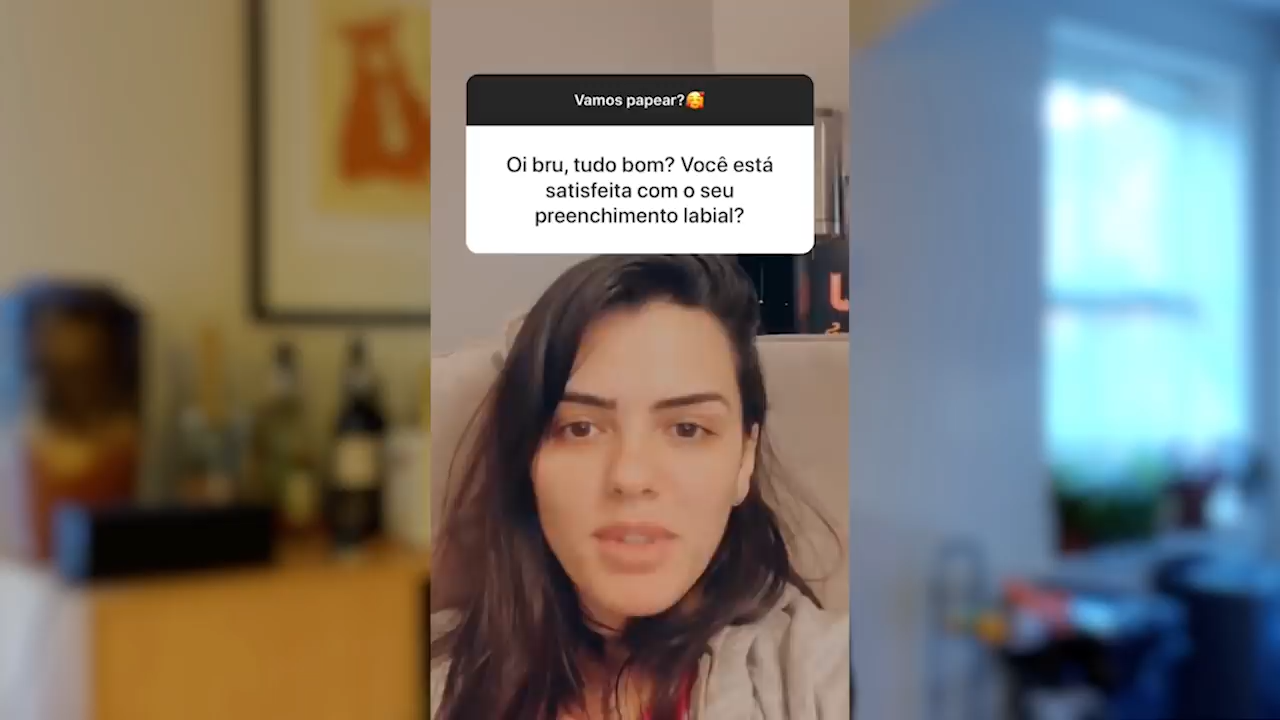 Vamos papear?🥰
Oi bru, tudo bom? Você está
satisfeita com o seu
preenchimento labial?